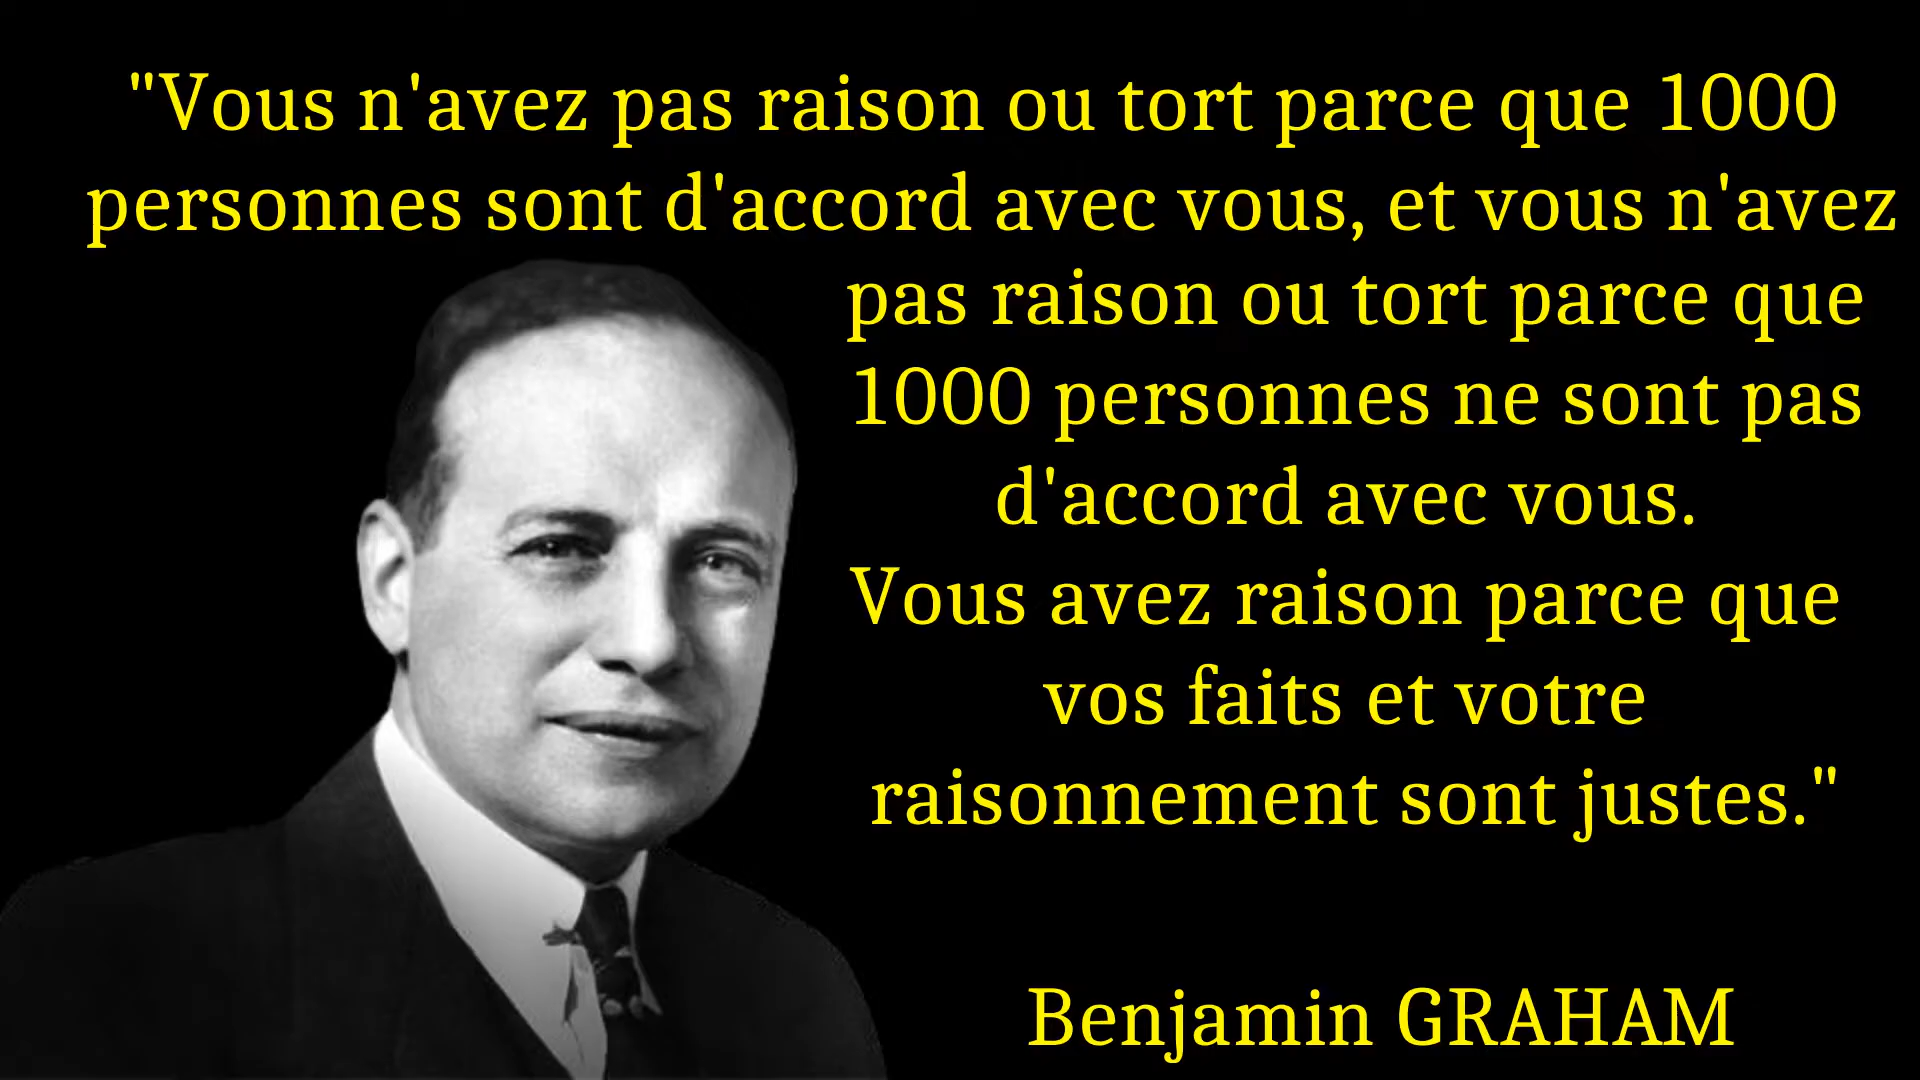 "Vous n'avez pas raison ou tort parce que 1000
personnes sont d'accord avec vous, et vous n'avez
pas raison ou tort parce que
1000 personnes ne sont pas
d'accord avec vous.
Vous avez raison parce que
vos faits et votre
raisonnement sont justes."
Benjamin GRAHAM